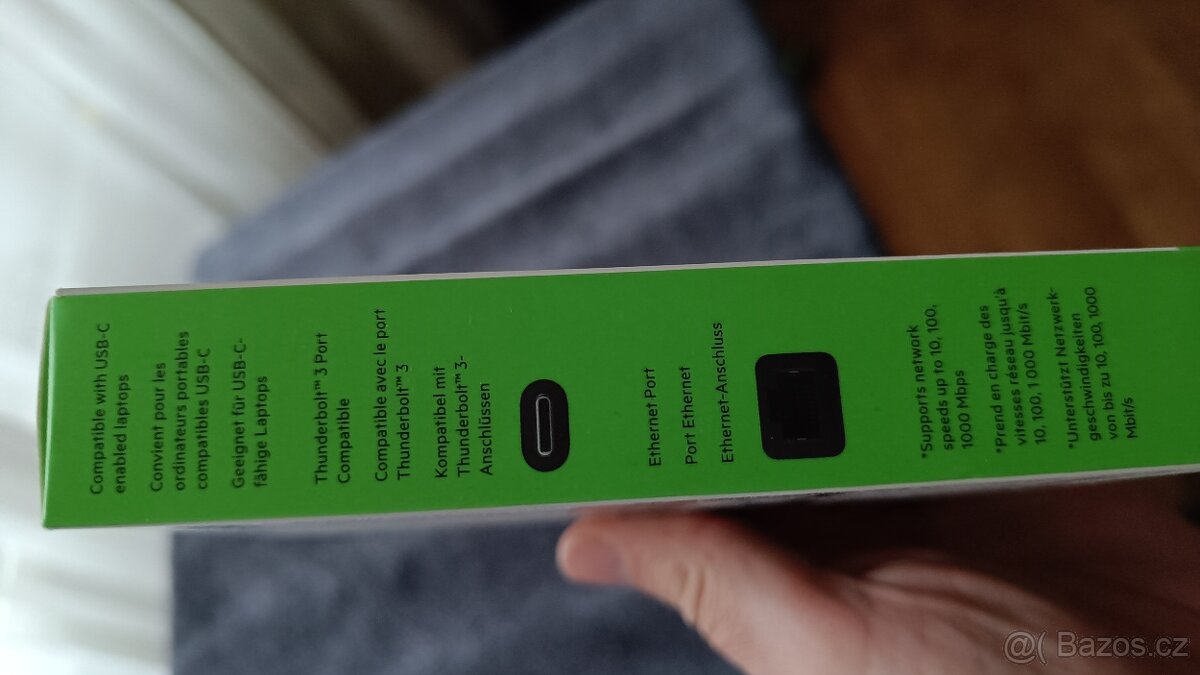 Compatible with USB-C
enabled laptops
Convient pour les
ordinateurs portables
compatibles USB-C
Geeignet für USB-C-
fähige Laptops
Thunderbolt™ 3 Port
Compatible
Compatible avec le port
Thunderbolt™ 3
Kompatibel mit
Thunderbolt™ 3-
Anschlüssen
Ethernet Port
Port Ethernet
Ethernet-Anschluss
*Supports network
speeds up to 10, 100,
1000 Mbps
*Prend en charge des
vitesses réseau jusqu'à
10, 100, 1 000 Mbit/s
*Unterstützt Netzwerk-
geschwindigkeiten
von bis zu 10, 100, 1000
Mbit/s
Bazos.cz